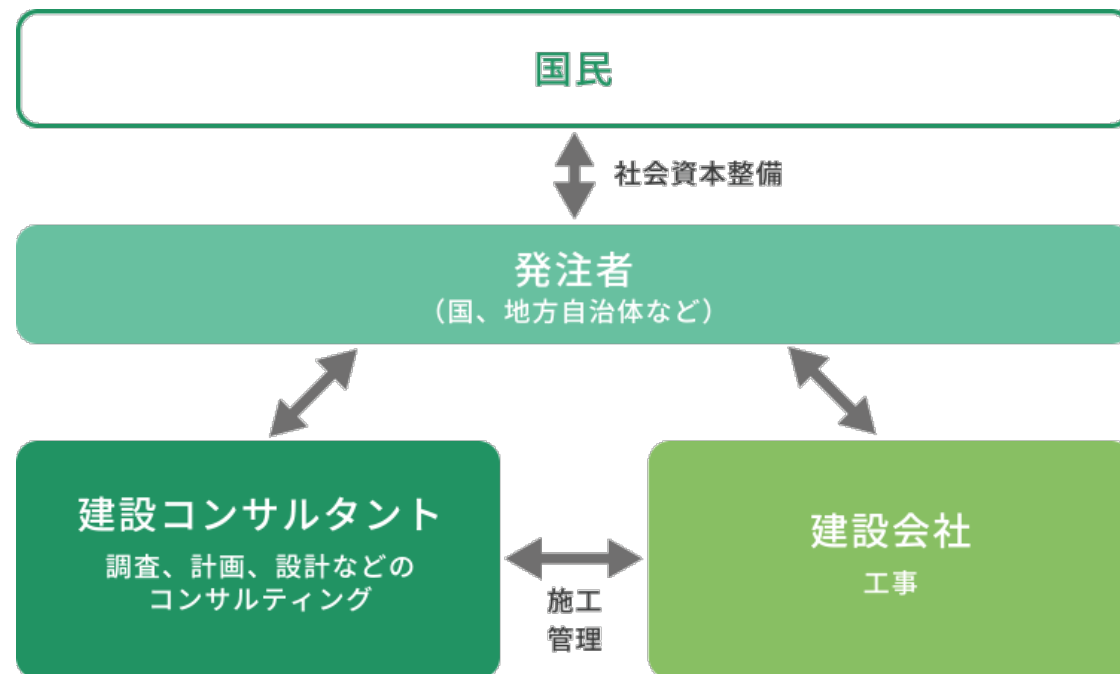 国民
社会資本整備
発注者
（国、地方自治体など）
建設コンサルタント
調査、計画、設計などの
コンサルティング
施工
管理
建設会社
工事